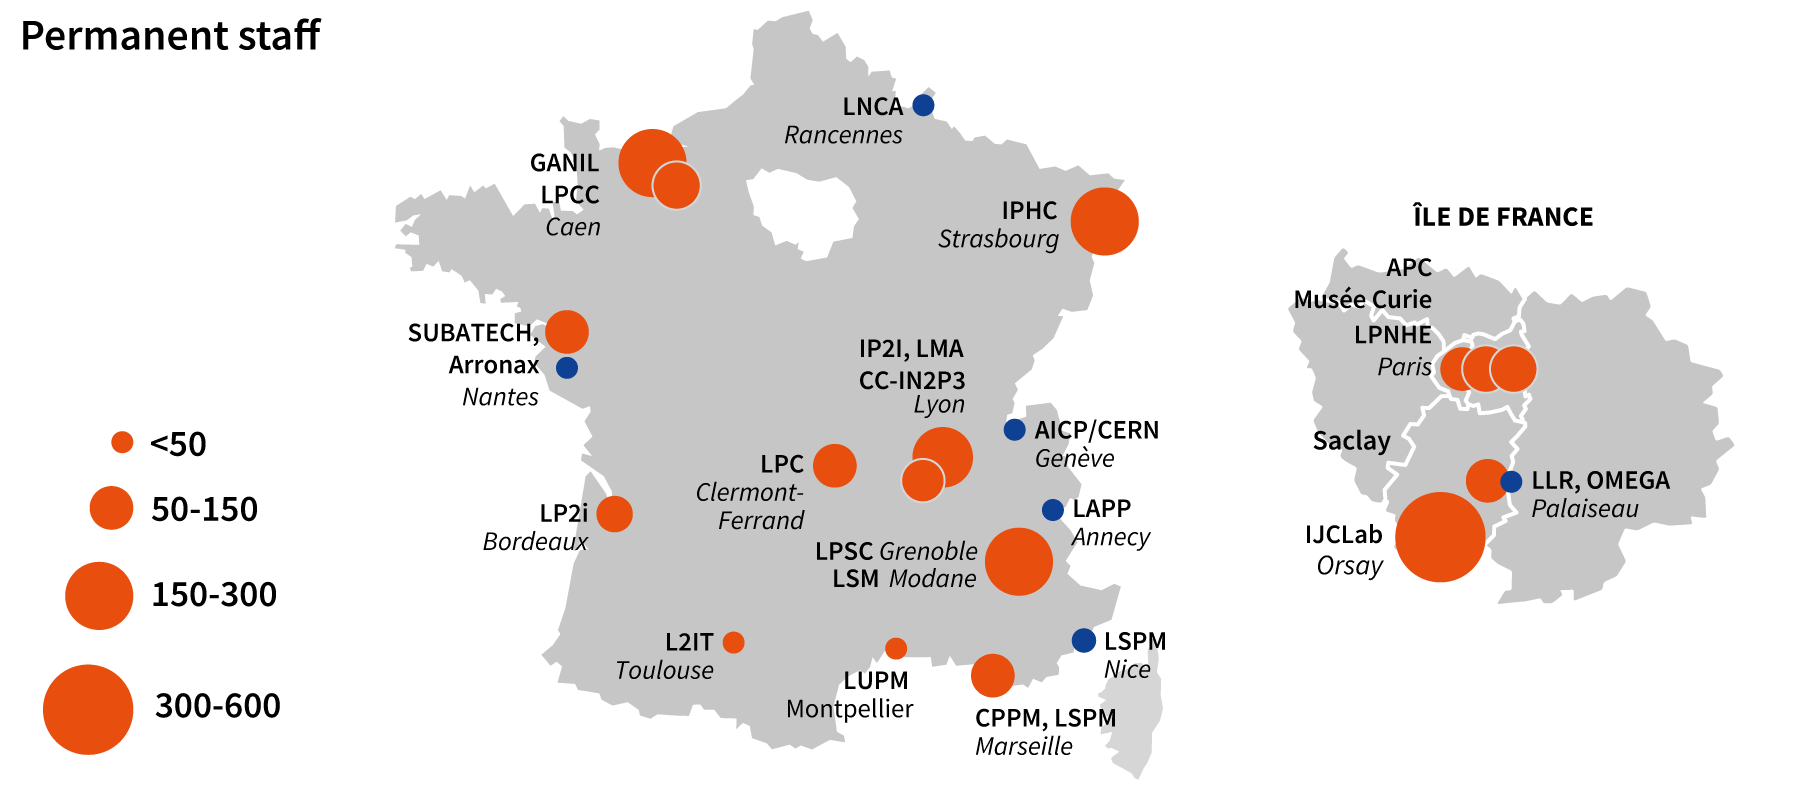 Permanent staff
LNCA
Rancennes
GANIL
LPCC
Caen
IPHC
Strasbourg
SUBATECH,
Arronax
Nantes
IP2I, LMA
CC-IN2P3
Lyon
AICP/CERN
Genève
LPC
Clermont-
Ferrand
LAPP
Annecy
LP2i
Bordeaux
LPSC Grenoble
LSM Modane
L2IT
Toulouse
LUPM
Montpellier
LSPM
Nice
CPPM, LSPM
Marseille
<50
50-150
150-300
300-600
ÎLE DE FRANCE
APC
Musée Curie
LPNHE
Paris
Saclay
LLR, OMEGA
Palaiseau
IJCLab
Orsay